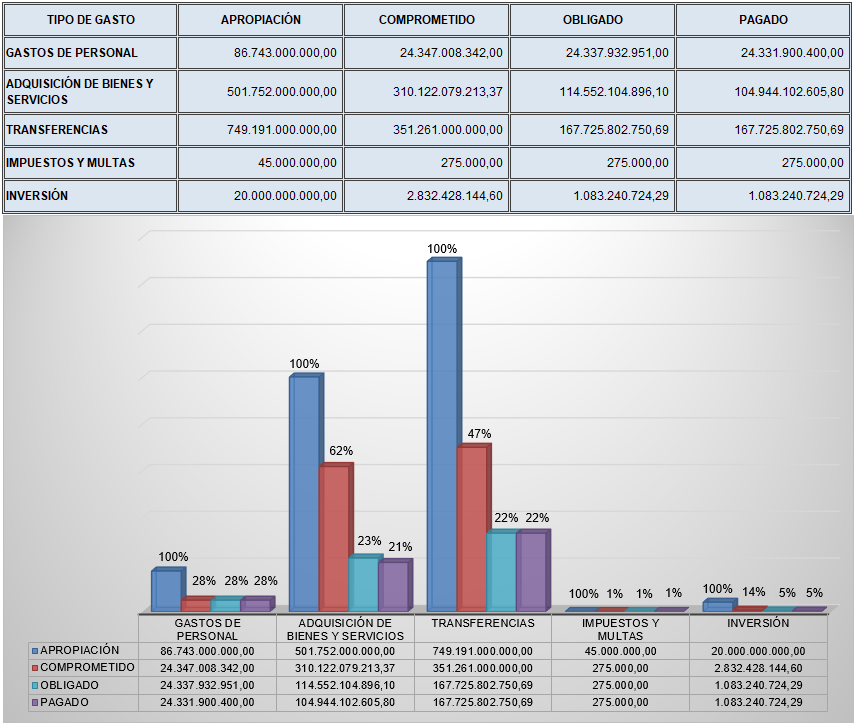 TIPO DE GASTO APROPIACIÓN COMPROMETIDO OBLIGADO PAGADO
GASTOS DE PERSONAL 86.743.000.000,00 24.347.008.342,00 24.337.932.951,00 24.331.900.400,00
ADQUISICIÓN DE BIENES Y
SERVICIOS 501.752.000.000,00 310.122.079.213,37 114.552.104.896,10 104.944.102.605,80
TRANSFERENCIAS 749.191.000.000,00 351.261.000.000,00 167.725.802.750,69 167.725.802.750,69
IMPUESTOS Y MULTAS 45.000.000,00 275.000,00 275.000,00 275.000,00
INVERSIÓN 20.000.000.000,00 2.832.428.144,60 1.083.240.724,29 1.083.240.724,29
100%
100%
62%
47%
23% 21%
22% 22%
100% 28% 28% 28%
100% 1% 1% 1%
100% 14% 5% 5%
GASTOS DE ADQUISICIÓN DE TRANSFERENCIAS IMPUESTOS Y INVERSIÓN
PERSONAL BIENES Y SERVICIOS MULTAS
APROPIACIÓN 86.743.000.000,00 501.752.000.000,00 749.191.000.000,00 45.000.000,00 20.000.000.000,00
COMPROMETIDO 24.347.008.342,00 310.122.079.213,37 351.261.000.000,00 275.000,00 2.832.428.144,60
OBLIGADO 24.337.932.951,00 114.552.104.896,10 167.725.802.750,69 275.000,00 1.083.240.724,29
PAGADO 24.331.900.400,00 104.944.102.605,80 167.725.802.750,69 275.000,00 1.083.240.724,29